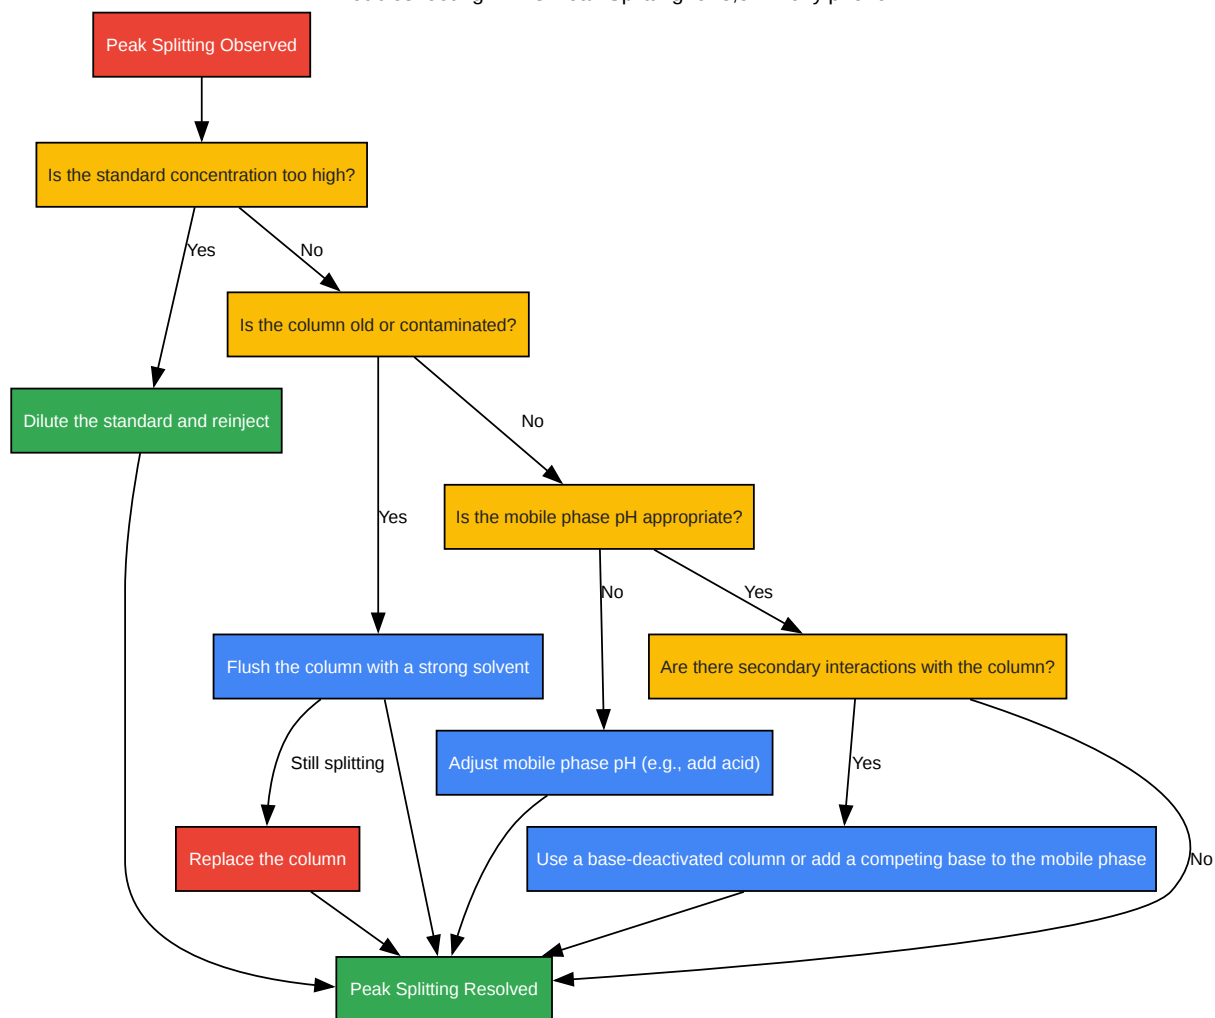 Peak Splitting Observed
Is the standard concentration too high?
Yes
No
Is the column old or contaminated?
Dilute the standard and reinject
No
Yes
Is the mobile phase pH appropriate?
No
Yes
Flush the column with a strong solvent
Are there secondary interactions with the column?
Still splitting
Adjust mobile phase pH (e.g., add acid)
Yes
Replace the column
Use a base-deactivated column or add a competing base to the mobile phase
No
Peak Splitting Resolved